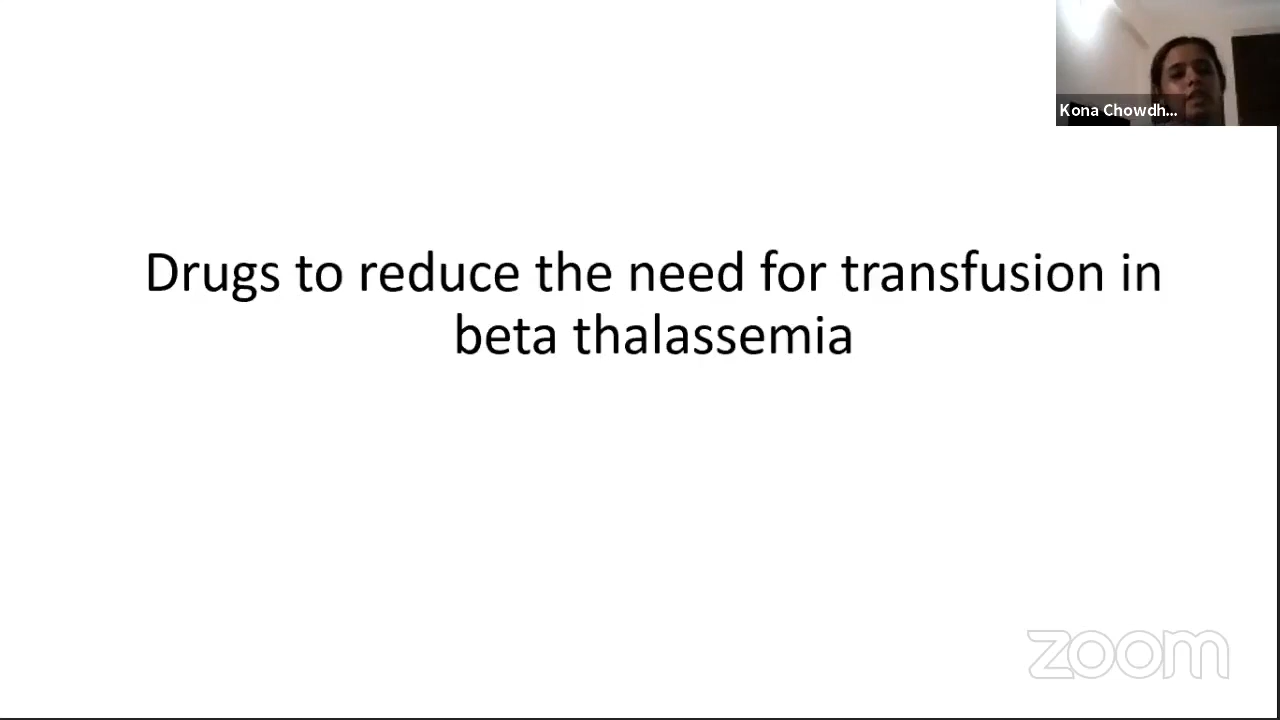 Kona Chowdh...
Drugs to reduce the need for transfusion in
beta thalassemia
zoom